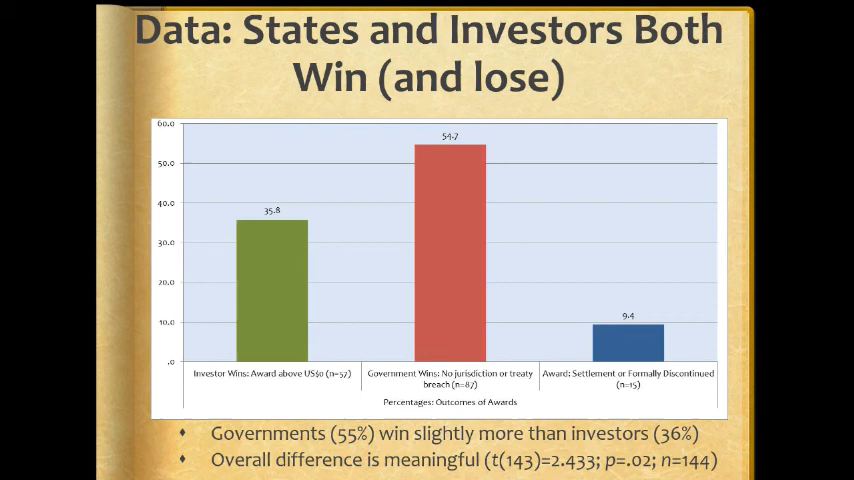 Data: States and Investors Both
Win (and lose)
60.0
54.7
50.0
40.0
35.8
30.0
20.0
10.0
9.4
.0
Investor Wins: Award above US$0 (n=57)
Government Wins: No jurisdiction or treaty
breach (n=87)
Award: Settlement or Formally Discontinued
(n=15)
Percentages: Outcomes of Awards
♦ Governments (55%) win slightly more than investors (36%)
♦ Overall difference is meaningful (t(143)=2.433; p=.02; n=144)